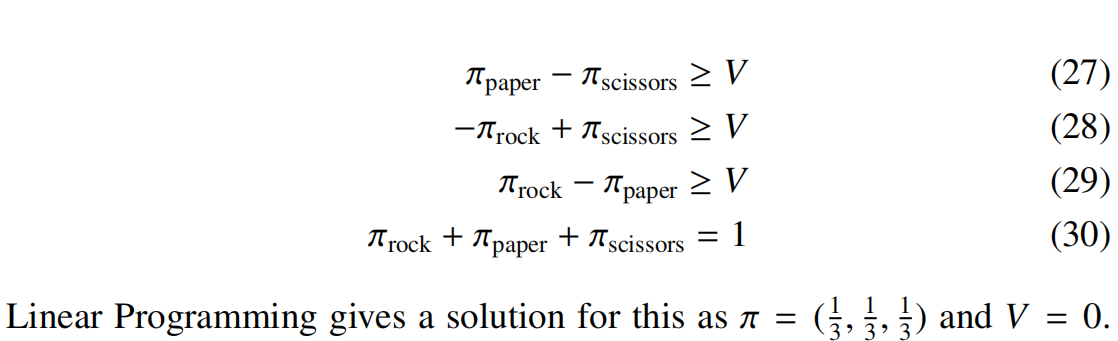 π_paper − π_scissors ≥ V (27)
−π_rock + π_scissors ≥ V (28)
π_rock − π_paper ≥ V (29)
π_rock + π_paper + π_scissors = 1 (30)
Linear Programming gives a solution for this as π = (1/3, 1/3, 1/3) and V = 0.